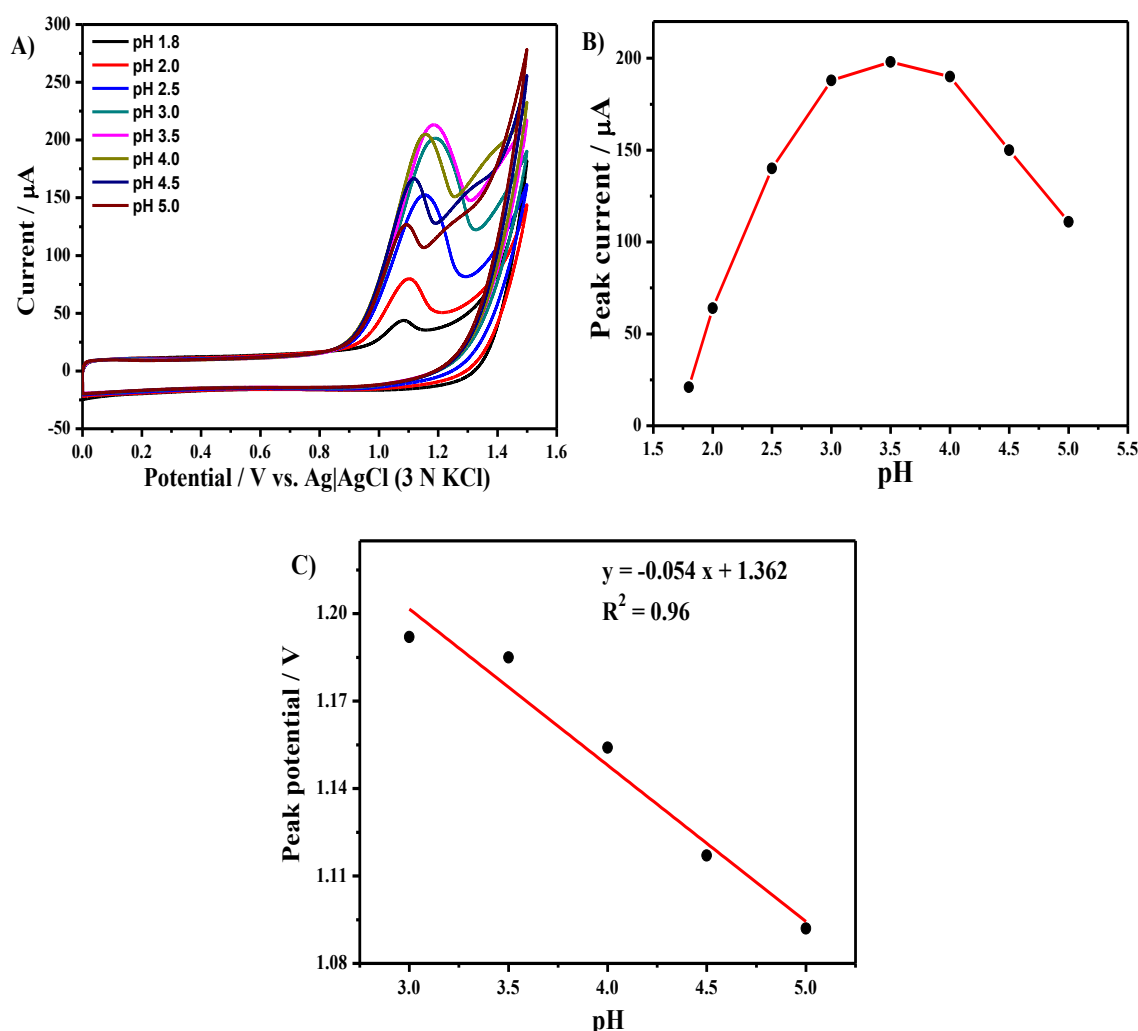 A)
pH 1.8
pH 2.0
pH 2.5
pH 3.0
pH 3.5
pH 4.0
pH 4.5
pH 5.0
300
250
200
150
100
50
0
-50
Current / µA
0.0 0.2 0.4 0.6 0.8 1.0 1.2 1.4 1.6
Potential / V vs. Ag|AgCl (3 N KCl)
B)
200
150
100
50
0
Peak current / µA
1.5 2.0 2.5 3.0 3.5 4.0 4.5 5.0 5.5
pH
C)
y = -0.054 x + 1.362
R² = 0.96
1.20
1.17
1.14
1.11
1.08
Peak potential / V
3.0 3.5 4.0 4.5 5.0
pH